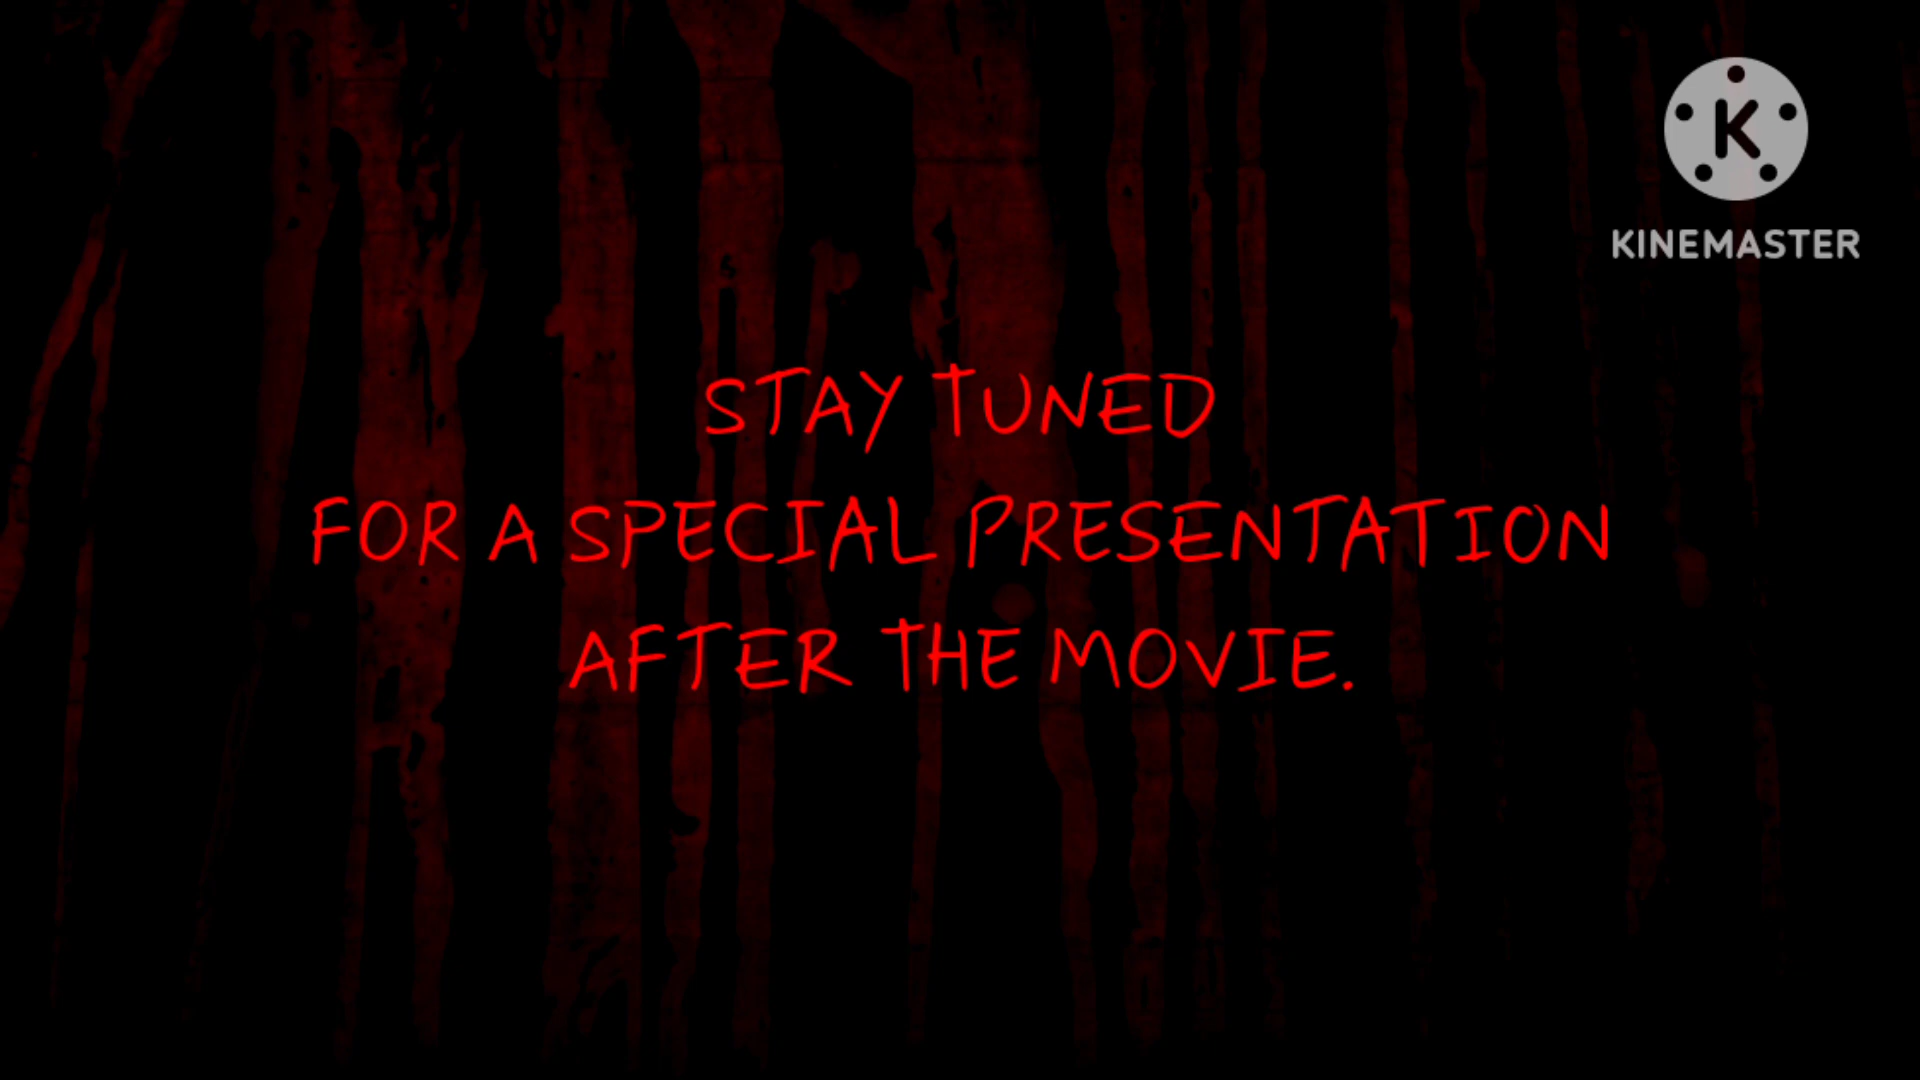 K
KINEMASTER
STAY TUNED
FOR A SPECIAL PRESENTATION
AFTER THE MOVIE.